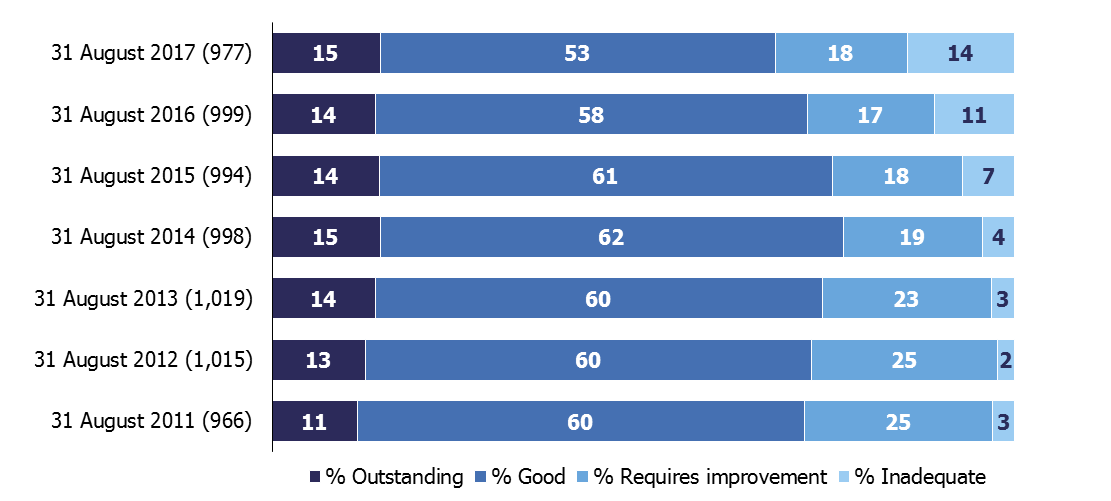 31 August 2017 (977) 15 53 18 14
31 August 2016 (999) 14 58 17 11
31 August 2015 (994) 14 61 18 7
31 August 2014 (998) 15 62 19 4
31 August 2013 (1,019) 14 60 23 3
31 August 2012 (1,015) 13 60 25 2
31 August 2011 (966) 11 60 25 3
% Outstanding % Good % Requires improvement % Inadequate